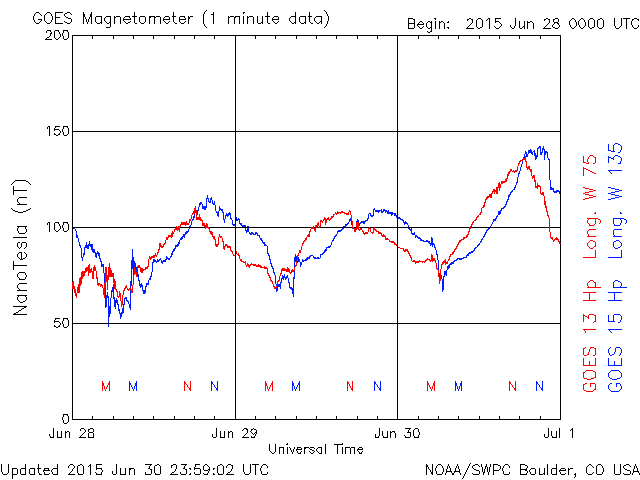 GOES Magnetometer (1 minute data)
Begin: 2015 Jun 28 0000 UTC
200
150
100
50
0
NanoTesla (nT)
M M N N M M N N M M N N
Jun 28 Jun 29 Jun 30 Jul 1
Universal Time
GOES 13 Hp Long. W 75
GOES 15 Hp Long. W 135
Updated 2015 Jun 30 23:59:02 UTC
NOAA/SWPC Boulder, CO USA